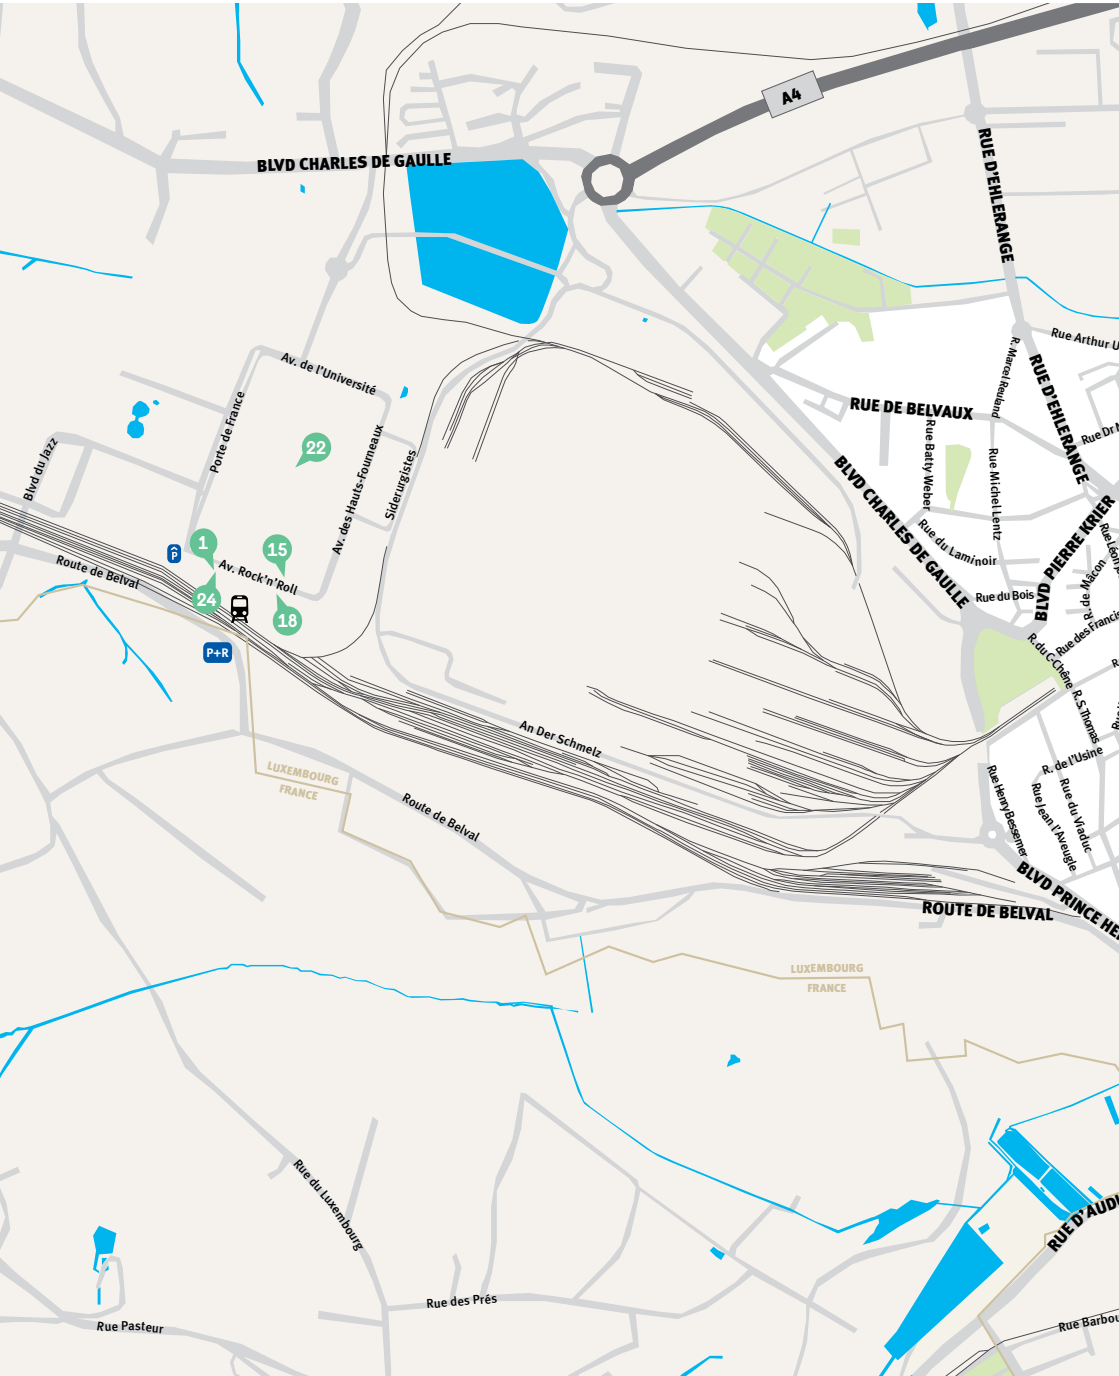 A4
BLVD CHARLES DE GAULLE
RUE D'EHLERANGE
Rue Arthur U
R. Marcel Reuland
RUE D'EHLERANGE
Av. de l'Université
Porte de France
RUE DE BELVAUX
Rue Dr
Rue Batty Weber
Rue Michel Lentz
22
Av. des Hauts-Fourneaux
Siderurgistes
Blvd du Jazz
BLVD CHARLES DE GAULLE
BLVD PIERRE KRIER
Rue du Laminoir
Rue Léon
R. de Mâcon
1
15
P
Route de Belval
Av. Rock'n'Roll
24
18
Rue du Bois
Rue des Francis
R. du C-Chêne
P+R
R.S. Thomas
An Der Schmelz
R. de l'Usine
LUXEMBOURG
FRANCE
Route de Belval
Rue Henry Bessemer
Rue Jean l'Aveugle
Rue du Viaduc
BLVD PRINCE HE
ROUTE DE BELVAL
LUXEMBOURG
FRANCE
Rue du Luxembourg
RUE D'AUD
Rue des Prés
Rue Pasteur
Rue Barbou